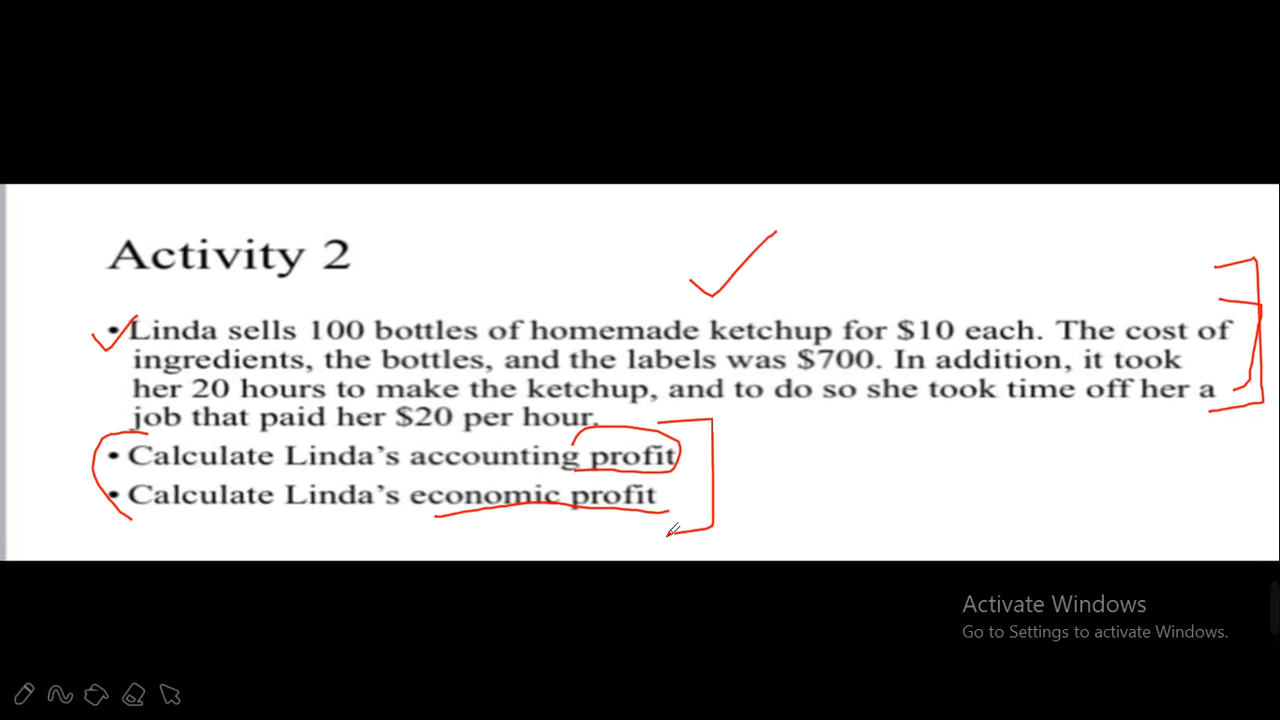 Activity 2
• Linda sells 100 bottles of homemade ketchup for $10 each. The cost of
ingredients, the bottles, and the labels was $700. In addition, it took
her 20 hours to make the ketchup, and to do so she took time off her a
job that paid her $20 per hour.
• Calculate Linda's accounting profit
• Calculate Linda's economic profit
Activate Windows
Go to Settings to activate Windows.